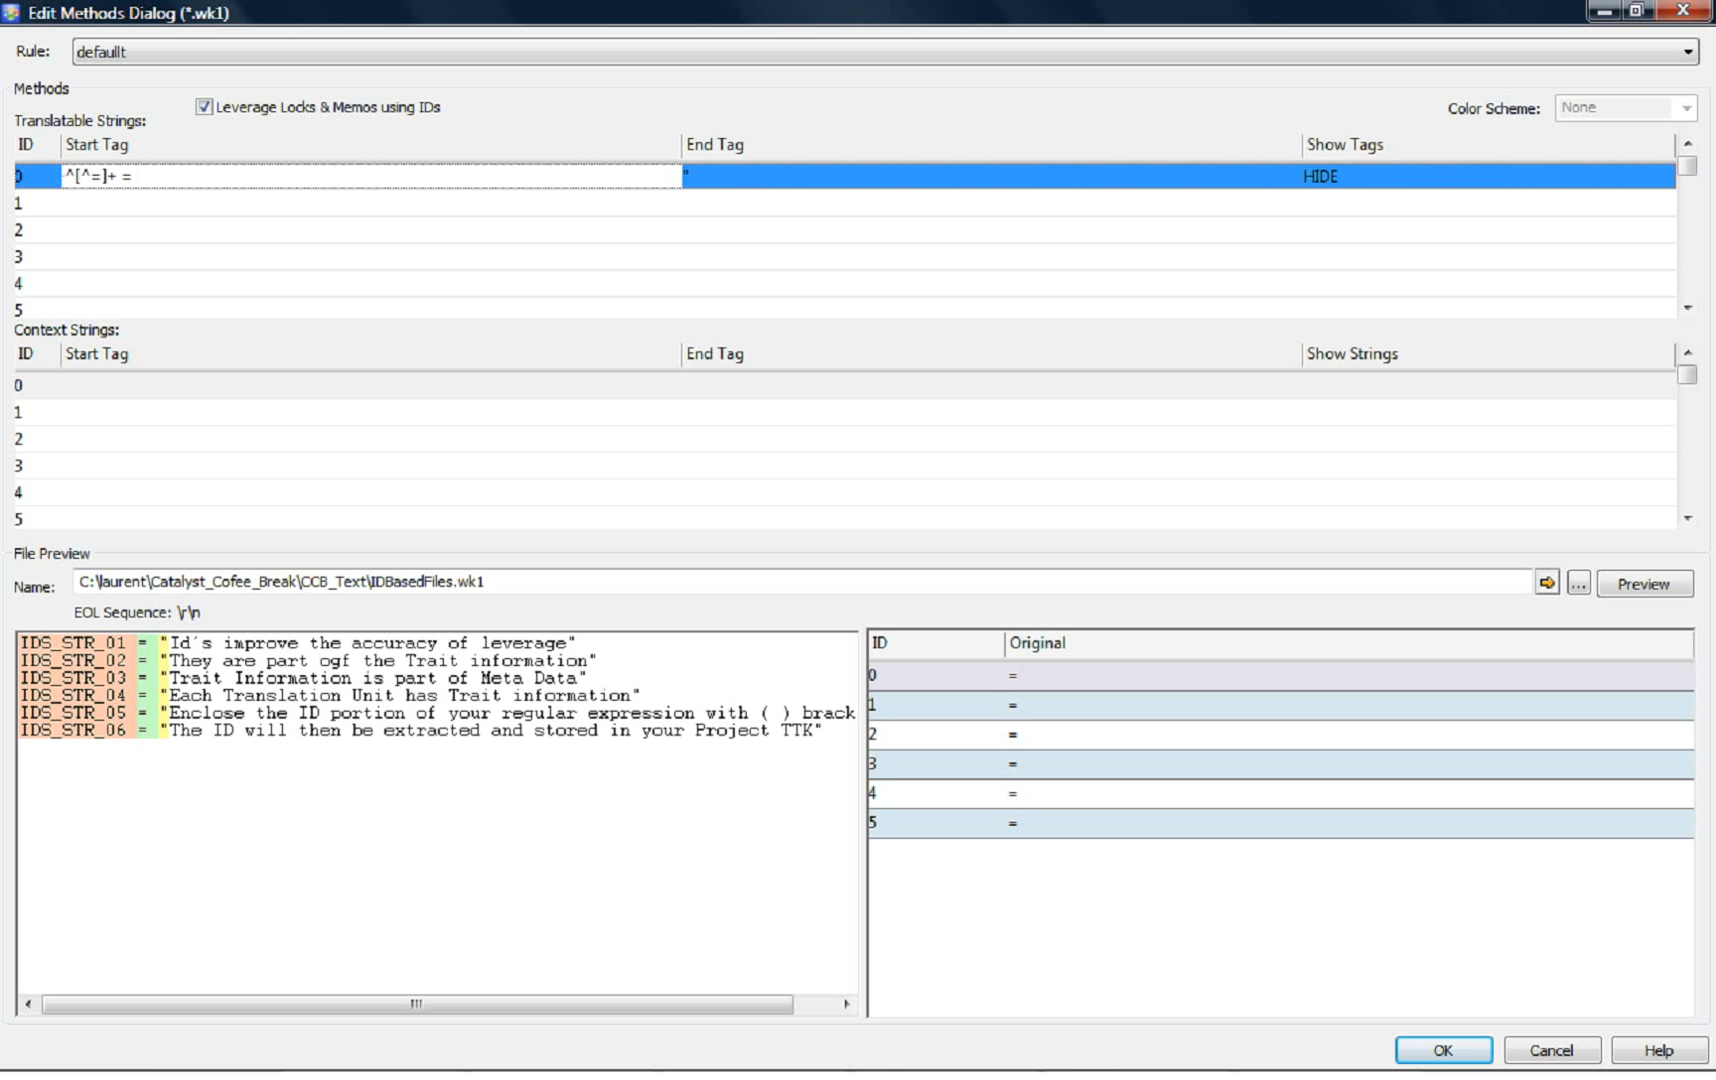 Edit Methods Dialog (*.wk1)
Rule: defaullt
Methods
Leverage Locks & Memos using IDs
Color Scheme: None
Translatable Strings:
ID Start Tag End Tag Show Tags
0 ^[^=]+ = " HIDE
1
2
3
4
5
Context Strings:
ID Start Tag End Tag Show Strings
0
1
2
3
4
5
File Preview
Name: C:\laurent\Catalyst_Cofee_Break\CCB_Text\IDBasedFiles.wk1 ... Preview
EOL Sequence: \r\n
IDS_STR_01 = "Id´s improve the accuracy of leverage"
IDS_STR_02 = "They are part ogf the Trait information"
IDS_STR_03 = "Trait Information is part of Meta Data"
IDS_STR_04 = "Each Translation Unit has Trait information"
IDS_STR_05 = "Enclose the ID portion of your regular expression with ( ) brack
IDS_STR_06 = "The ID will then be extracted and stored in your Project TTK"
ID Original
0 =
1 =
2 =
3 =
4 =
5 =
OK Cancel Help